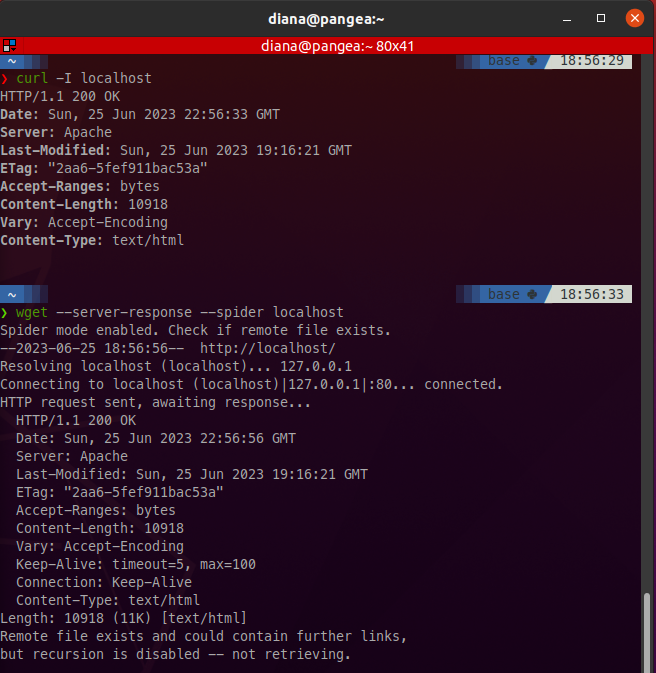 diana@pangea:~
diana@pangea:~ 80x41
~ base 18:56:29
❯ curl -I localhost
HTTP/1.1 200 OK
Date: Sun, 25 Jun 2023 22:56:33 GMT
Server: Apache
Last-Modified: Sun, 25 Jun 2023 19:16:21 GMT
ETag: "2aa6-5fef911bac53a"
Accept-Ranges: bytes
Content-Length: 10918
Vary: Accept-Encoding
Content-Type: text/html
~ base 18:56:33
❯ wget --server-response --spider localhost
Spider mode enabled. Check if remote file exists.
--2023-06-25 18:56:56--  http://localhost/
Resolving localhost (localhost)... 127.0.0.1
Connecting to localhost (localhost)|127.0.0.1|:80... connected.
HTTP request sent, awaiting response...
  HTTP/1.1 200 OK
  Date: Sun, 25 Jun 2023 22:56:56 GMT
  Server: Apache
  Last-Modified: Sun, 25 Jun 2023 19:16:21 GMT
  ETag: "2aa6-5fef911bac53a"
  Accept-Ranges: bytes
  Content-Length: 10918
  Vary: Accept-Encoding
  Keep-Alive: timeout=5, max=100
  Connection: Keep-Alive
  Content-Type: text/html
Length: 10918 (11K) [text/html]
Remote file exists and could contain further links,
but recursion is disabled -- not retrieving.